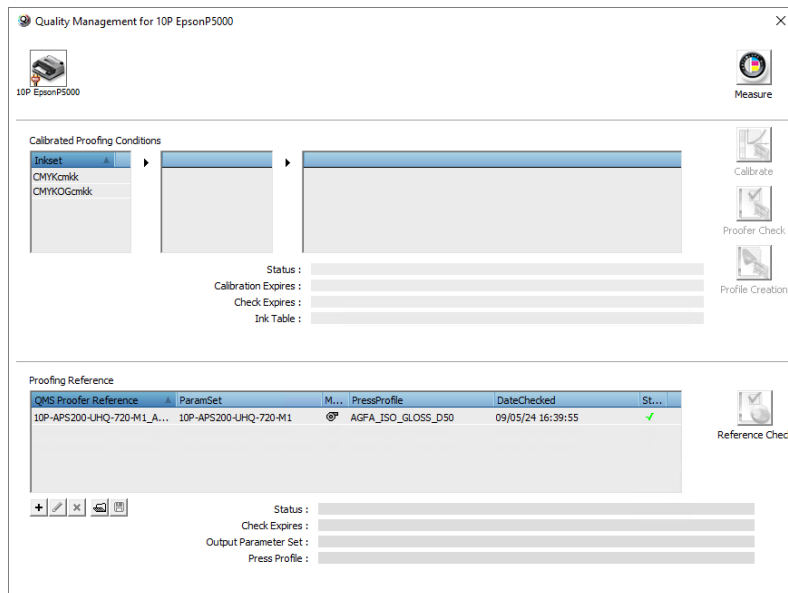 Quality Management for 10P EpsonP5000
10P EpsonP5000
Measure
Calibrated Proofing Conditions
Inkset
CMYKcmkk
CMYKOGcmkk
Calibrate
Proofer Check
Profile Creation
Status :
Calibration Expires :
Check Expires :
Ink Table :
Proofing Reference
QMS Proofer Reference ParamSet M... PressProfile DateChecked St...
10P-APS200-UHQ-720-M1_A... 10P-APS200-UHQ-720-M1 AGFA_ISO_GLOSS_D50 09/05/24 16:39:55
Reference Chec
Status :
Check Expires :
Output Parameter Set :
Press Profile :